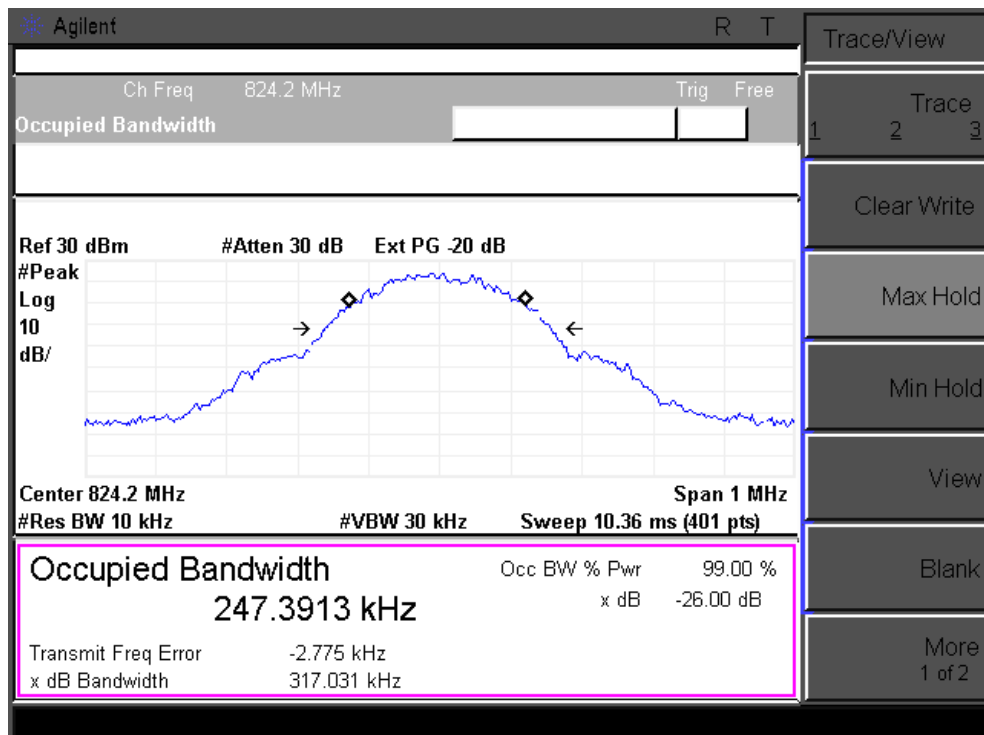 Agilent R T
Trace/View
Ch Freq 824.2 MHz Trig Free
Occupied Bandwidth
Trace
1 2 3
Clear Write
Ref 30 dBm #Atten 30 dB Ext PG -20 dB
#Peak
Log
10
dB/
Max Hold
Min Hold
Center 824.2 MHz Span 1 MHz
#Res BW 10 kHz #VBW 30 kHz Sweep 10.36 ms (401 pts)
View
Occupied Bandwidth
247.3913 kHz
Occ BW % Pwr 99.00 %
x dB -26.00 dB
Transmit Freq Error -2.775 kHz
x dB Bandwidth 317.031 kHz
Blank
More
1 of 2